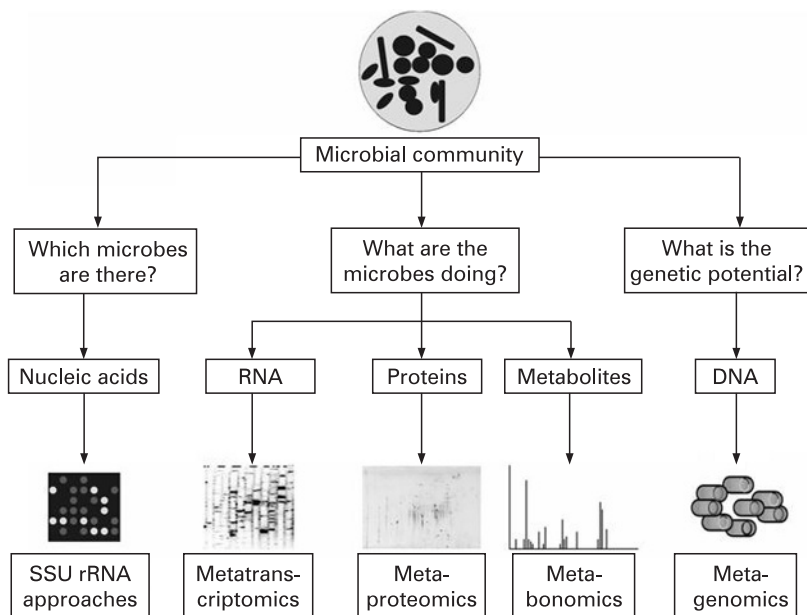 Microbial community
Which microbes
are there?
What are the
microbes doing?
What is the
genetic potential?
Nucleic acids
RNA
Proteins
Metabolites
DNA
SSU rRNA
approaches
Metatrans-
criptomics
Meta-
proteomics
Meta-
bonomics
Meta-
genomics